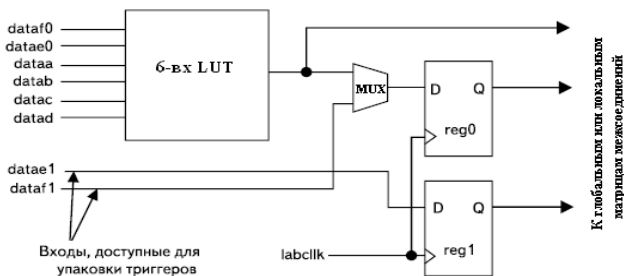 dataf0
datae0
dataa
datab
datac
datad
6-вх LUT
MUX
D
Q
reg0
datae1
dataf1
D
Q
reg1
Входы, доступные для
упаковки триггеров
labcllk
К глобальным или локальным
матрицам межсоединений